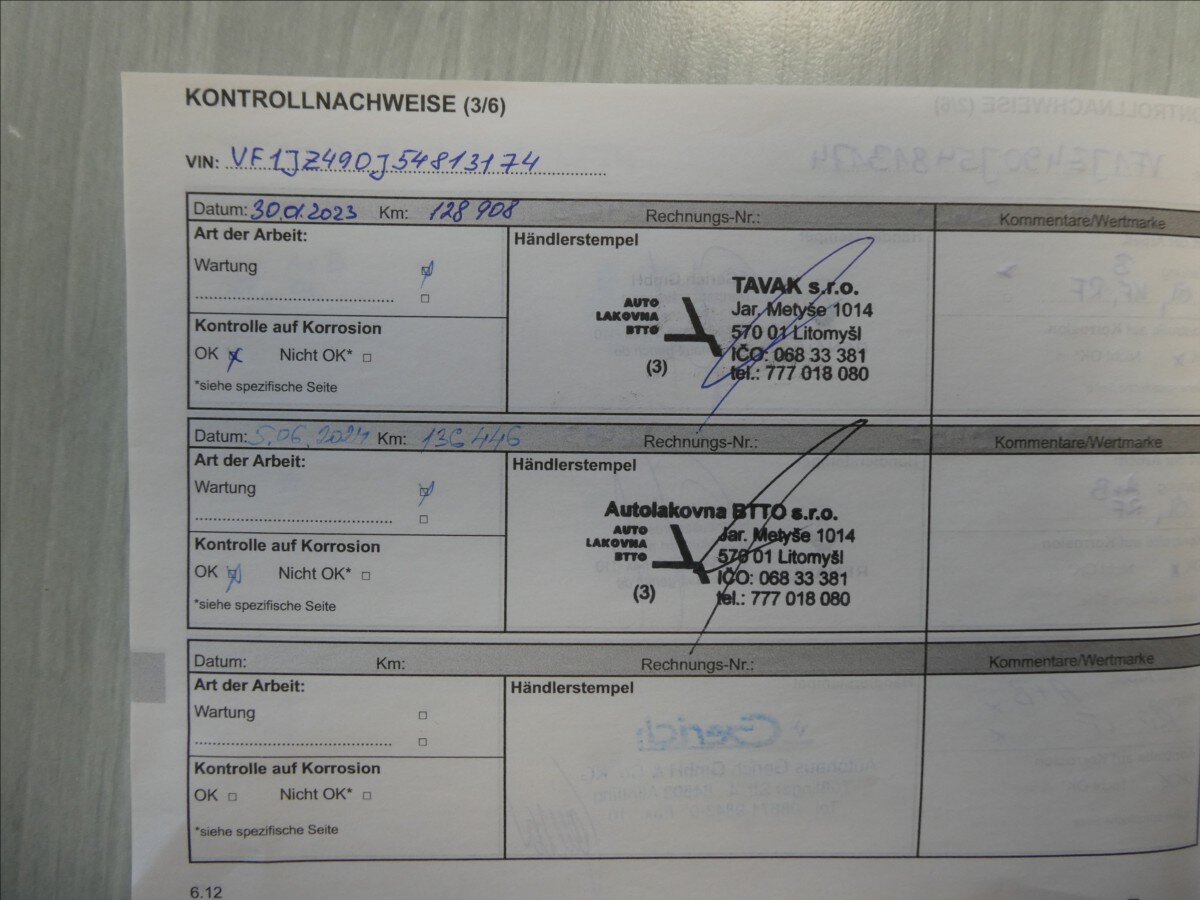 KONTROLLNACHWEISE (3/6)
VIN: VF1JZ49DJ54813174
Datum: 30.01.2023 Km: 128 908 Rechnungs-Nr.: Kommentare/Wertmarke
Art der Arbeit:
Händlerstempel
Wartung
Kontrolle auf Korrosion
OK Nicht OK*
*siehe spezifische Seite
AUTO
LAKOVNA
BTTO
(3)
TAVAK s.r.o.
Jar. Metyše 1014
570 01 Litomyšl
IČO: 068 33 381
tel.: 777 018 080
Datum: 5.06.2024 Km: 136 446 Rechnungs-Nr.: Kommentare/Wertmarke
Art der Arbeit:
Händlerstempel
Wartung
Kontrolle auf Korrosion
OK Nicht OK*
*siehe spezifische Seite
Autolakovna BTTO s.r.o.
AUTO
LAKOVNA
BTTO
(3)
Jar. Metyše 1014
570 01 Litomyšl
IČO: 068 33 381
tel.: 777 018 080
Datum: Km: Rechnungs-Nr.: Kommentare/Wertmarke
Art der Arbeit:
Händlerstempel
Wartung
Kontrolle auf Korrosion
OK Nicht OK*
*siehe spezifische Seite
6.12